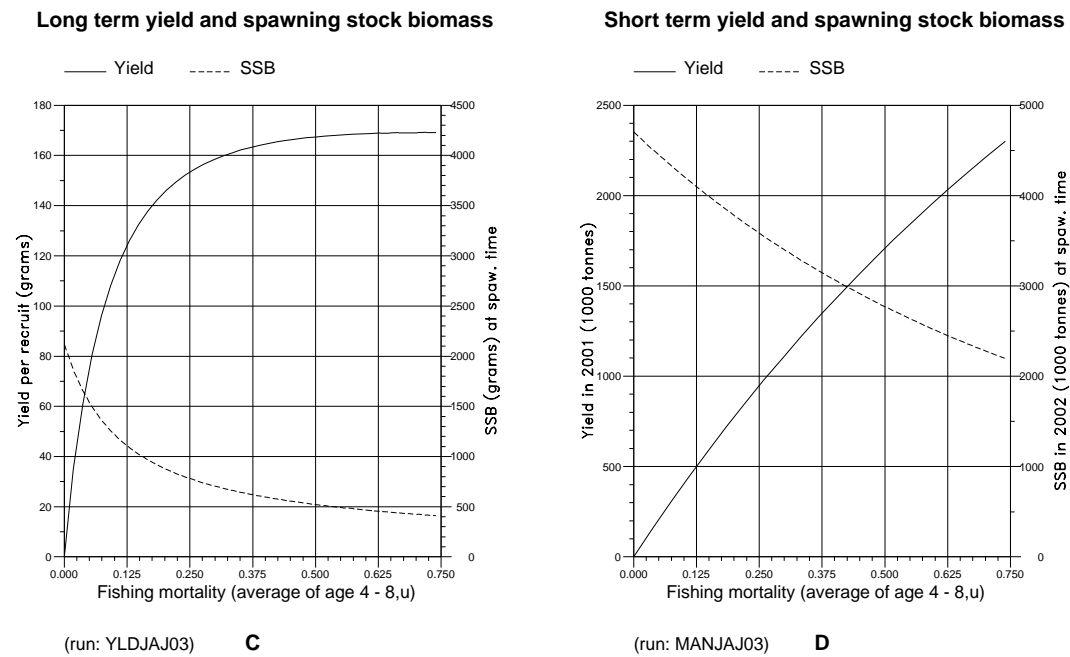 Long term yield and spawning stock biomass
Yield
SSB
180
160
140
120
100
80
60
40
20
0
Yield per recruit (grams)
4500
4000
3500
3000
2500
2000
1500
1000
500
0
SSB (grams) at spaw. time
0.000 0.125 0.250 0.375 0.500 0.625 0.750
Fishing mortality (average of age 4 - 8,u)
(run: YLDJAJ03) C
Short term yield and spawning stock biomass
Yield
SSB
2500
2000
1500
1000
500
0
Yield in 2001 (1000 tonnes)
5000
4000
3000
2000
1000
0
SSB in 2002 (1000 tonnes) at spaw. time
0.000 0.125 0.250 0.375 0.500 0.625 0.750
Fishing mortality (average of age 4 - 8,u)
(run: MANJAJ03) D